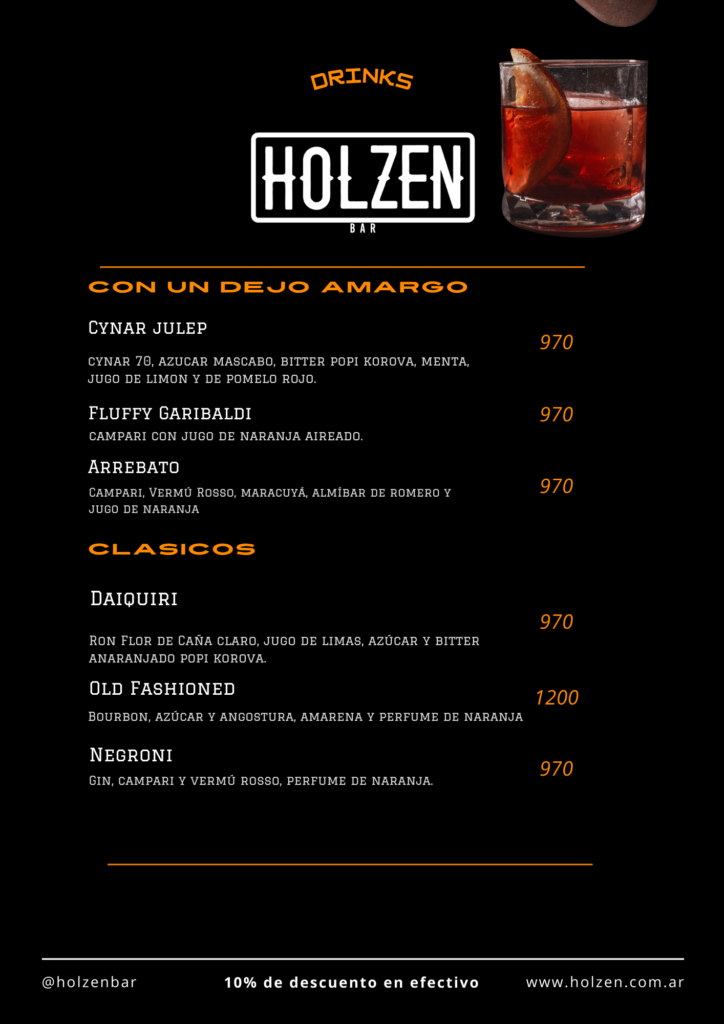 DRINKS
HOLZEN
BAR
CON UN DEJO AMARGO
Cynar julep
970
cynar 70, azucar mascabo, bitter popi korova, menta,
jugo de limon y de pomelo rojo.
Fluffy Garibaldi
970
campari con jugo de naranja aireado.
Arrebato
970
Campari, Vermú Rosso, maracuyá, almíbar de romero y
jugo de naranja
CLASICOS
Daiquiri
970
Ron Flor de Caña claro, jugo de limas, azúcar y bitter
anaranjado popi korova.
Old Fashioned
1200
Bourbon, azúcar y angostura, amarena y perfume de naranja
Negroni
970
Gin, campari y vermú rosso, perfume de naranja.
@holzenbar
10% de descuento en efectivo
www.holzen.com.ar